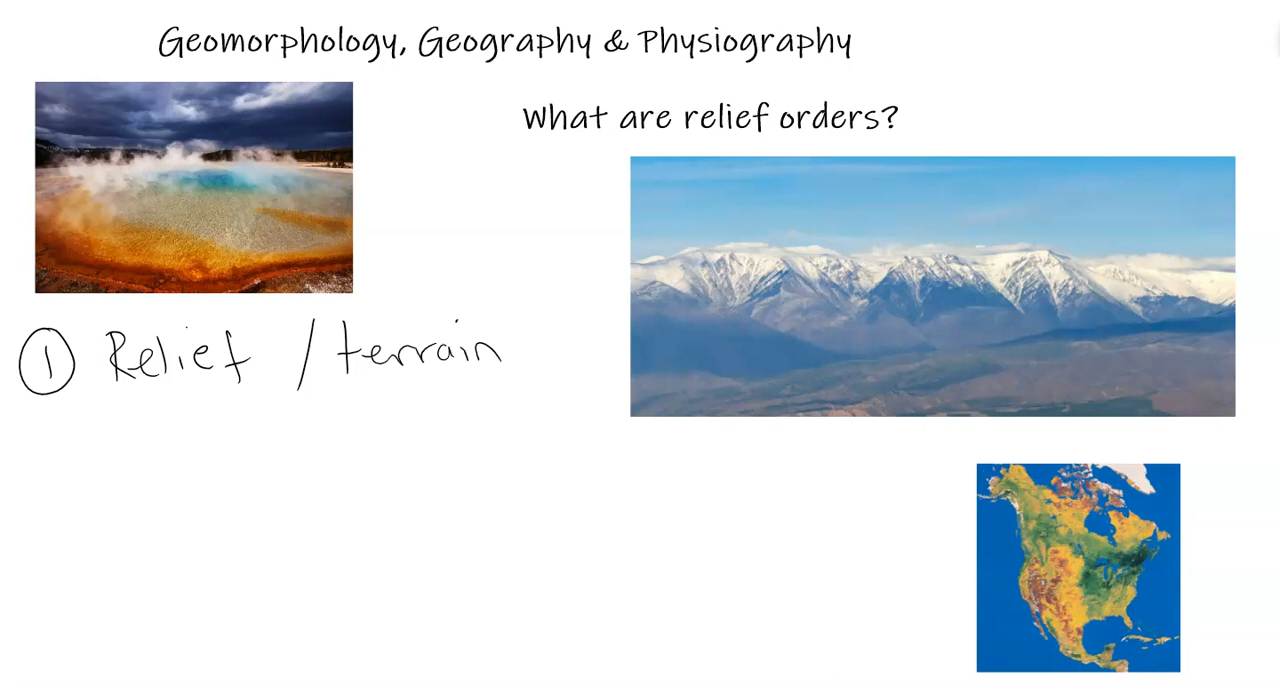 Geomorphology, Geography & Physiography
What are relief orders?
① Relief / terrain